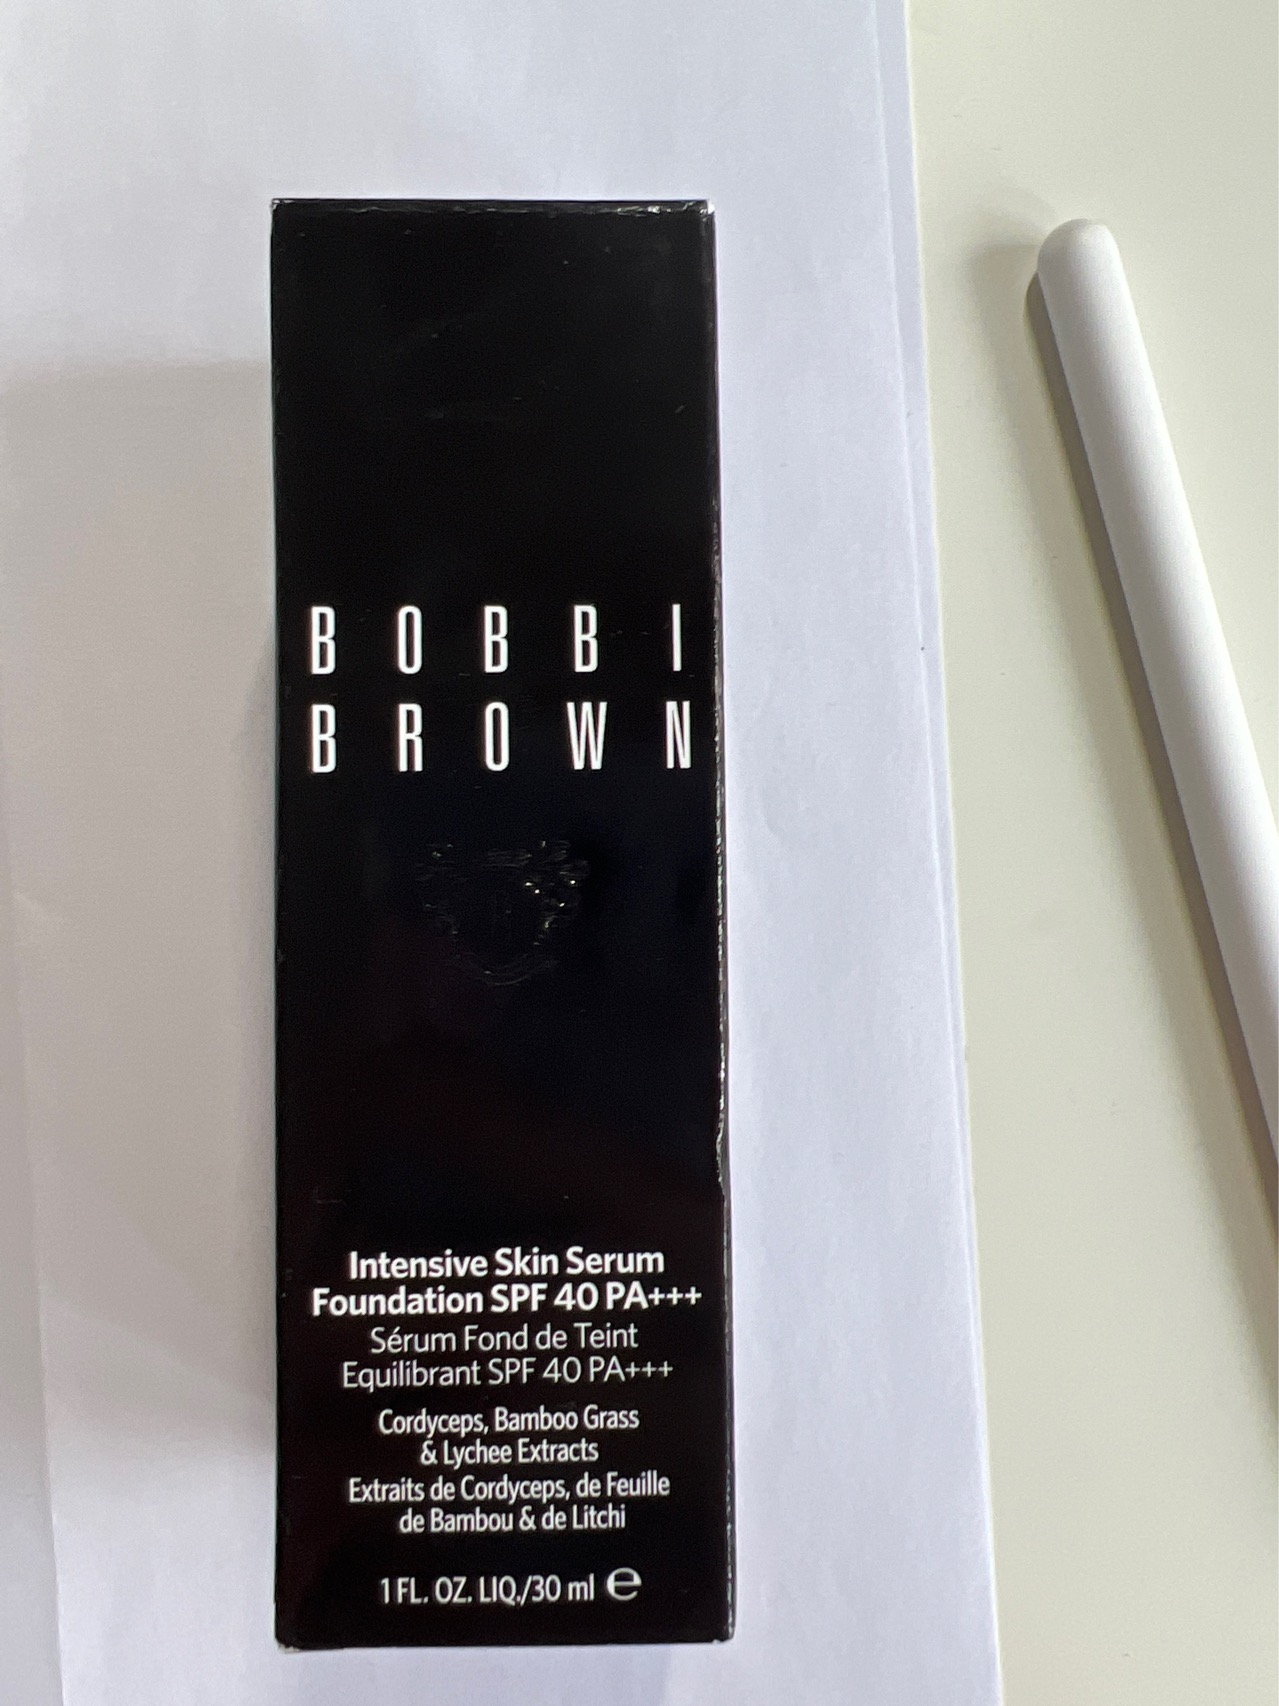 BOBBI
BROWN
Intensive Skin Serum
Foundation SPF 40 PA+++
Sérum Fond de Teint
Equilibrant SPF 40 PA+++
Cordyceps, Bamboo Grass
& Lychee Extracts
Extraits de Cordyceps, de Feuille
de Bambou & de Litchi
1 FL. OZ. LIQ./30 ml ℮